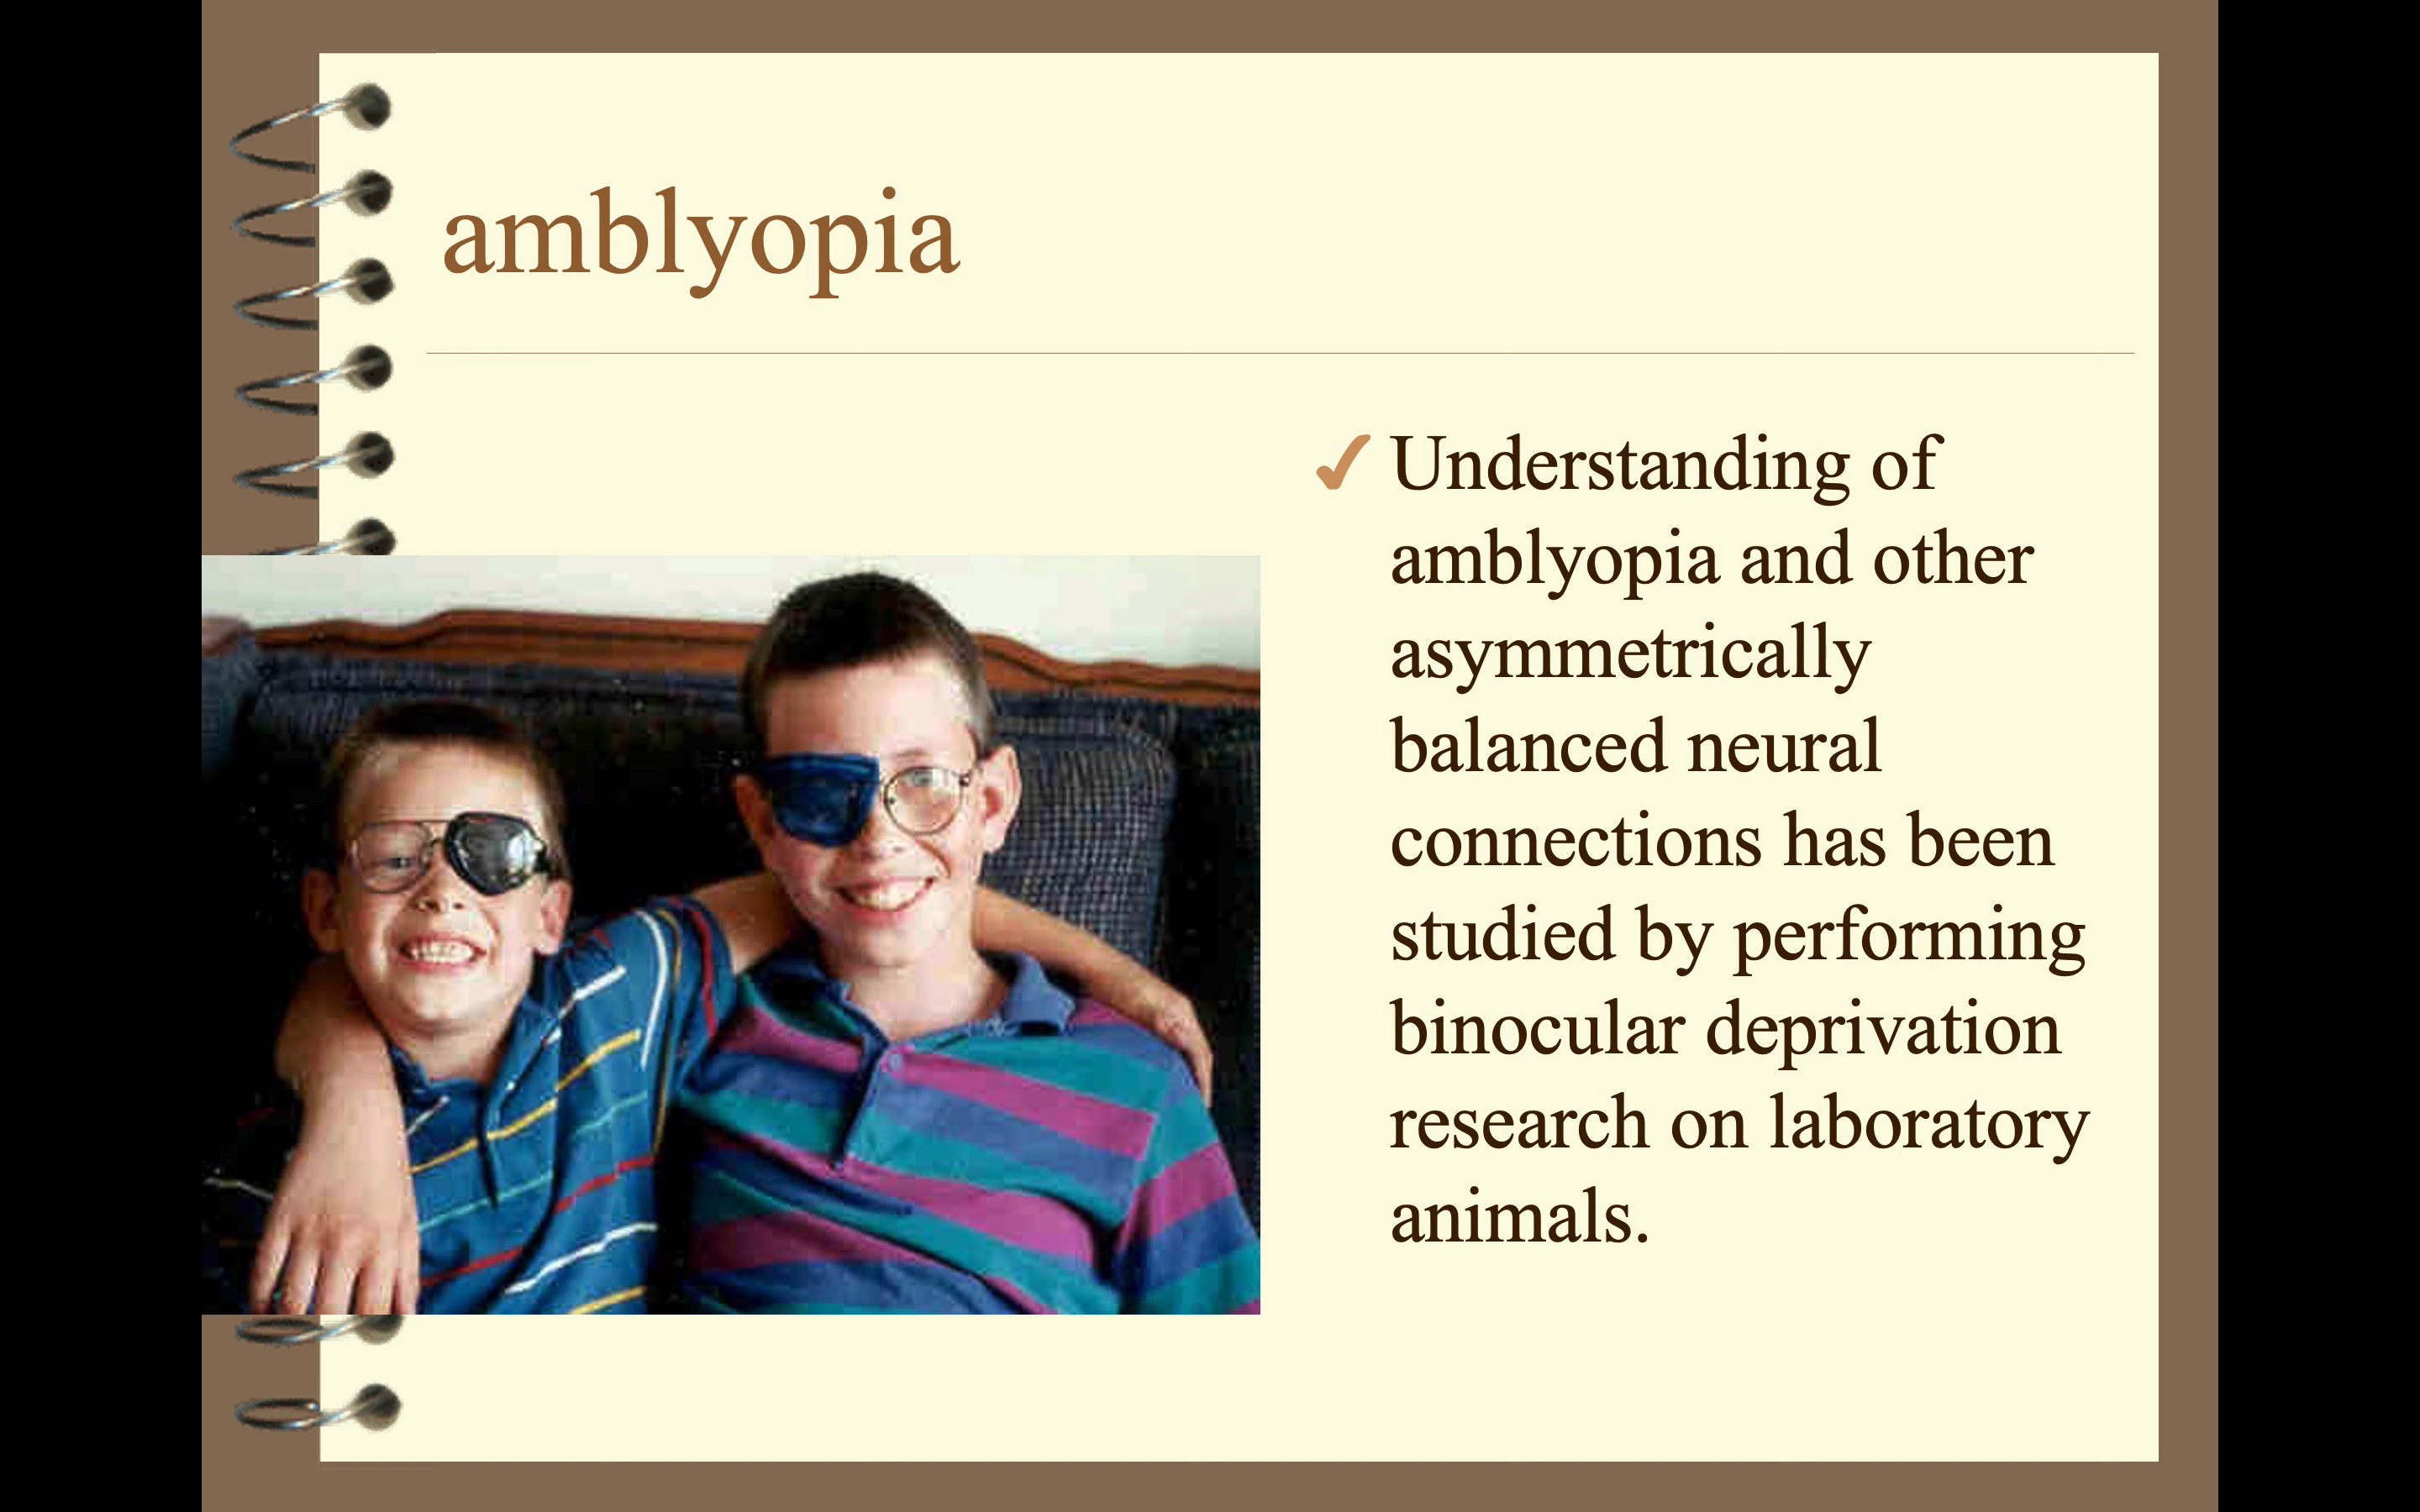 amblyopia
✓ Understanding of
amblyopia and other
asymmetrically
balanced neural
connections has been
studied by performing
binocular deprivation
research on laboratory
animals.